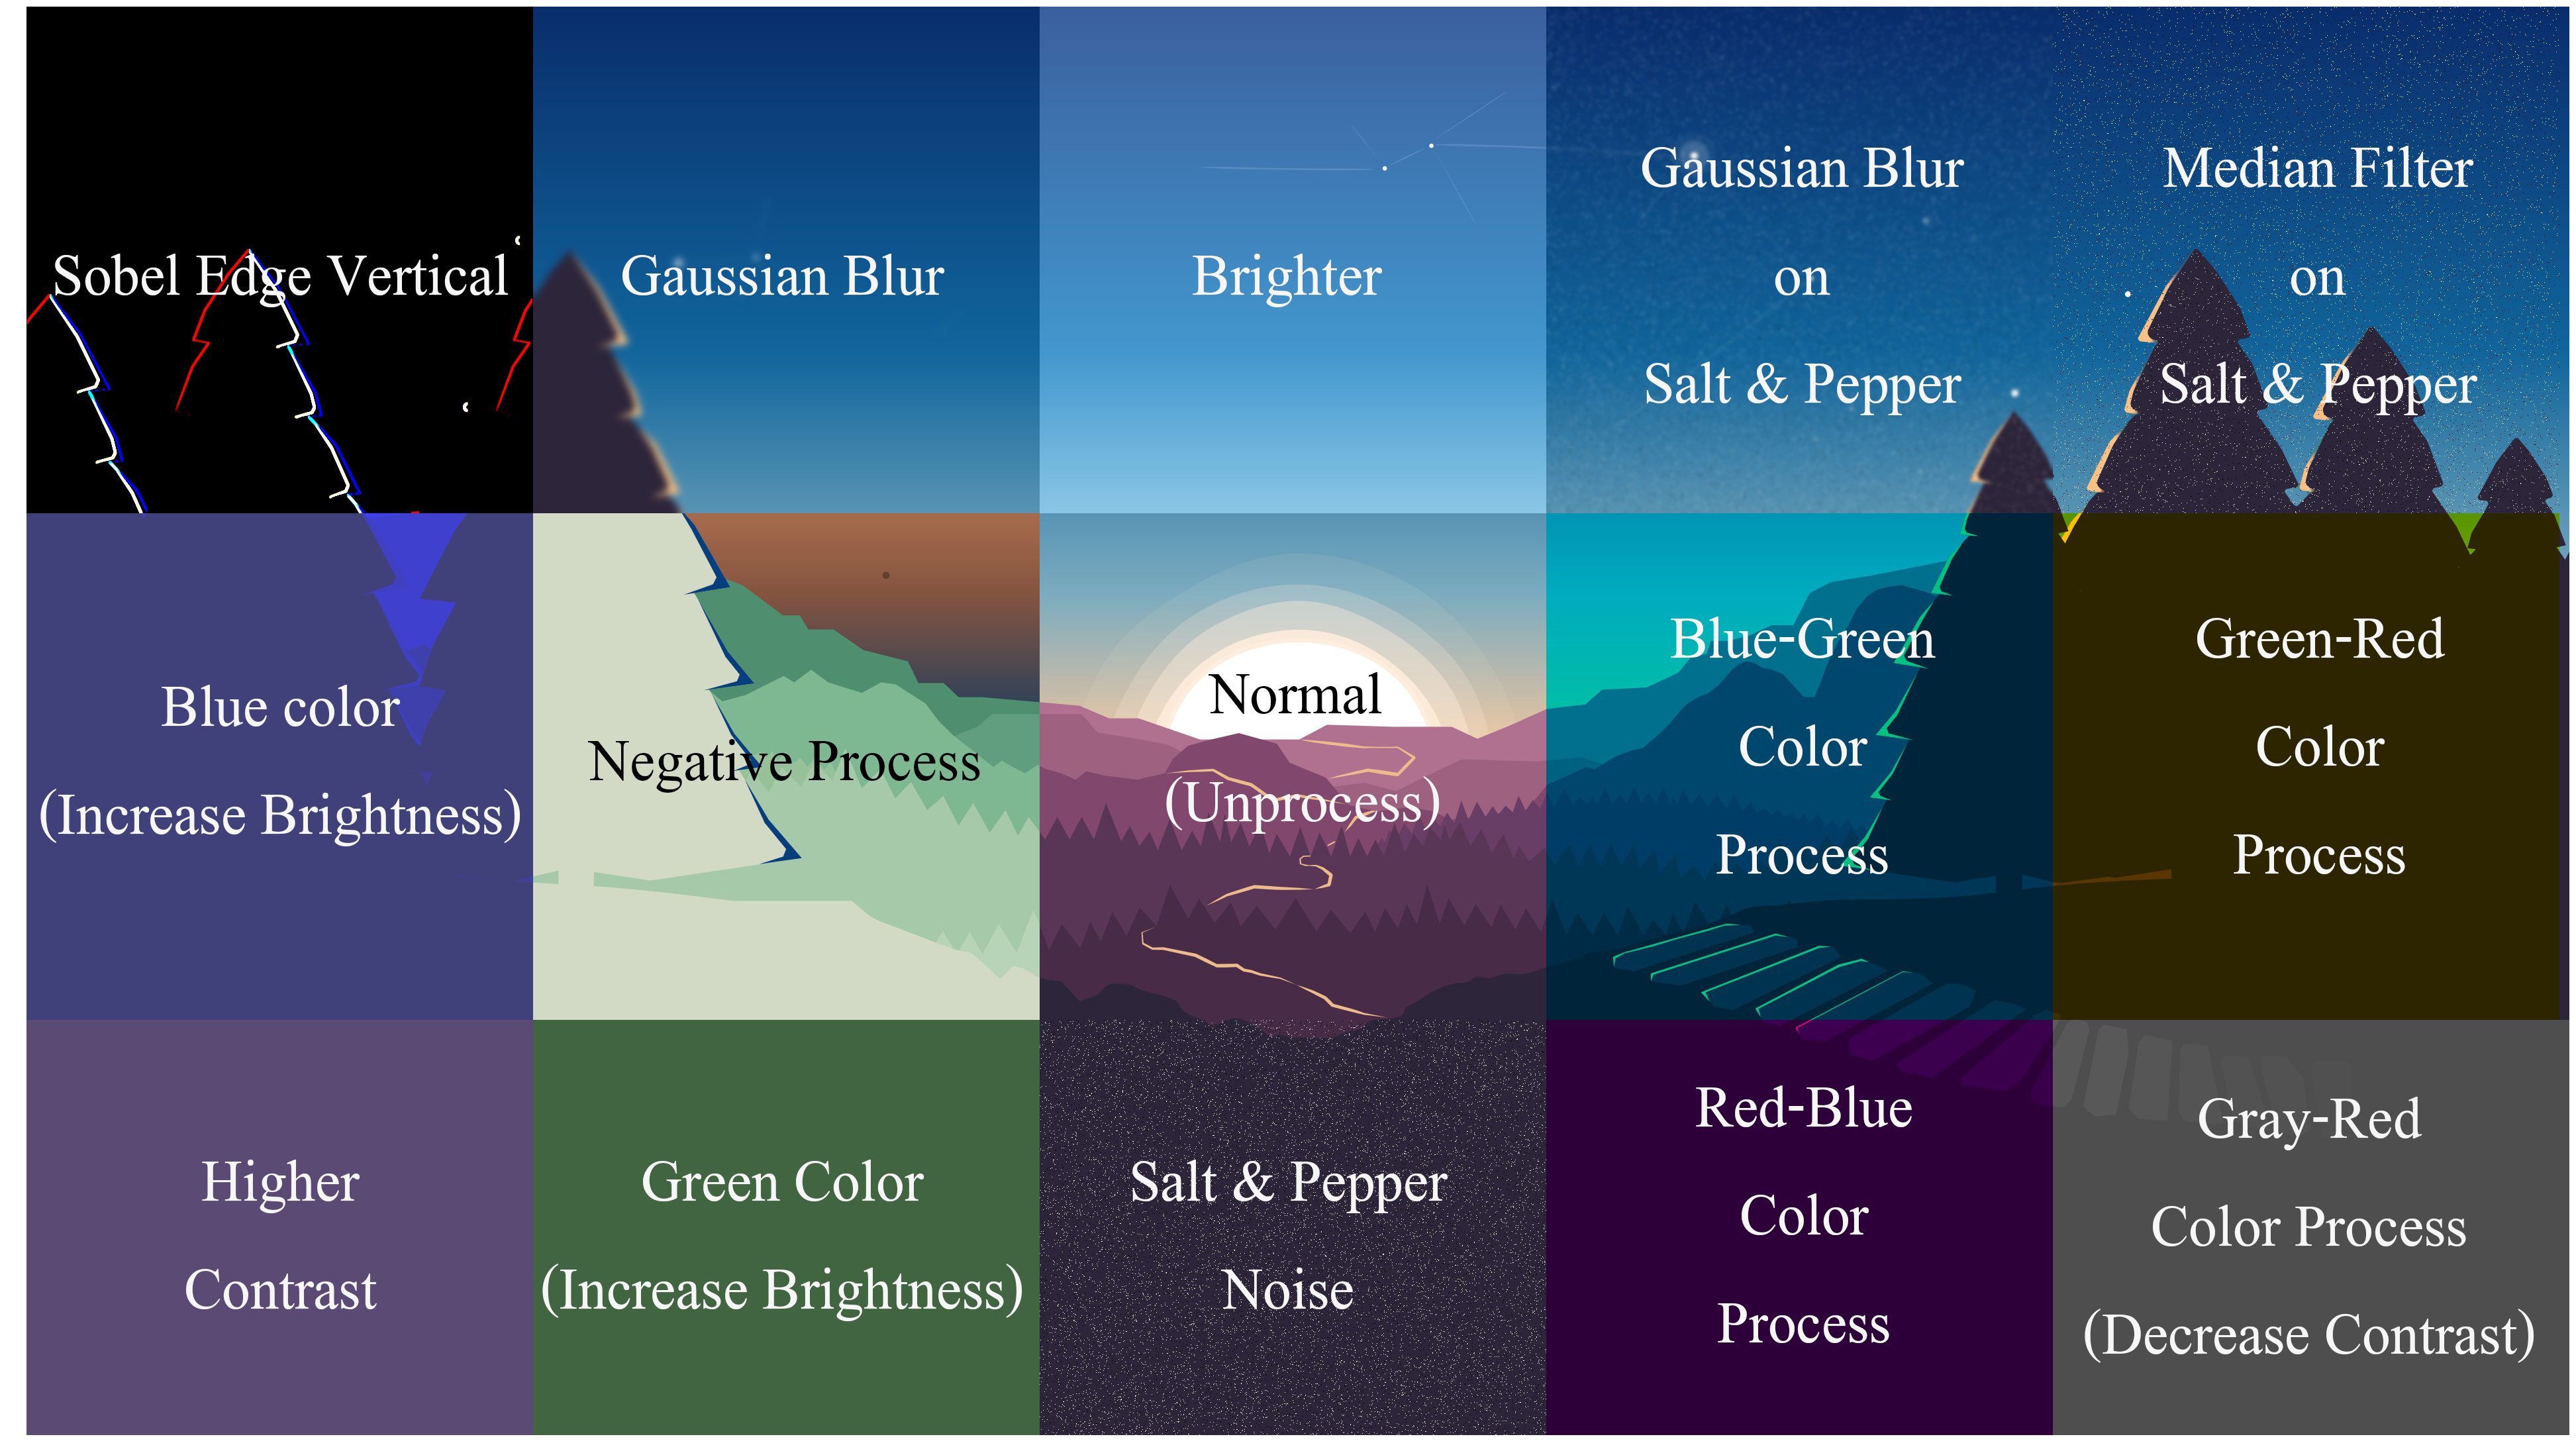 Sobel Edge Vertical
Gaussian Blur
Brighter
Gaussian Blur
on
Salt & Pepper
Median Filter
on
Salt & Pepper
Blue color
(Increase Brightness)
Negative Process
Normal
(Unprocess)
Blue-Green
Color
Process
Green-Red
Color
Process
Higher
Contrast
Green Color
(Increase Brightness)
Salt & Pepper
Noise
Red-Blue
Color
Process
Gray-Red
Color Process
(Decrease Contrast)